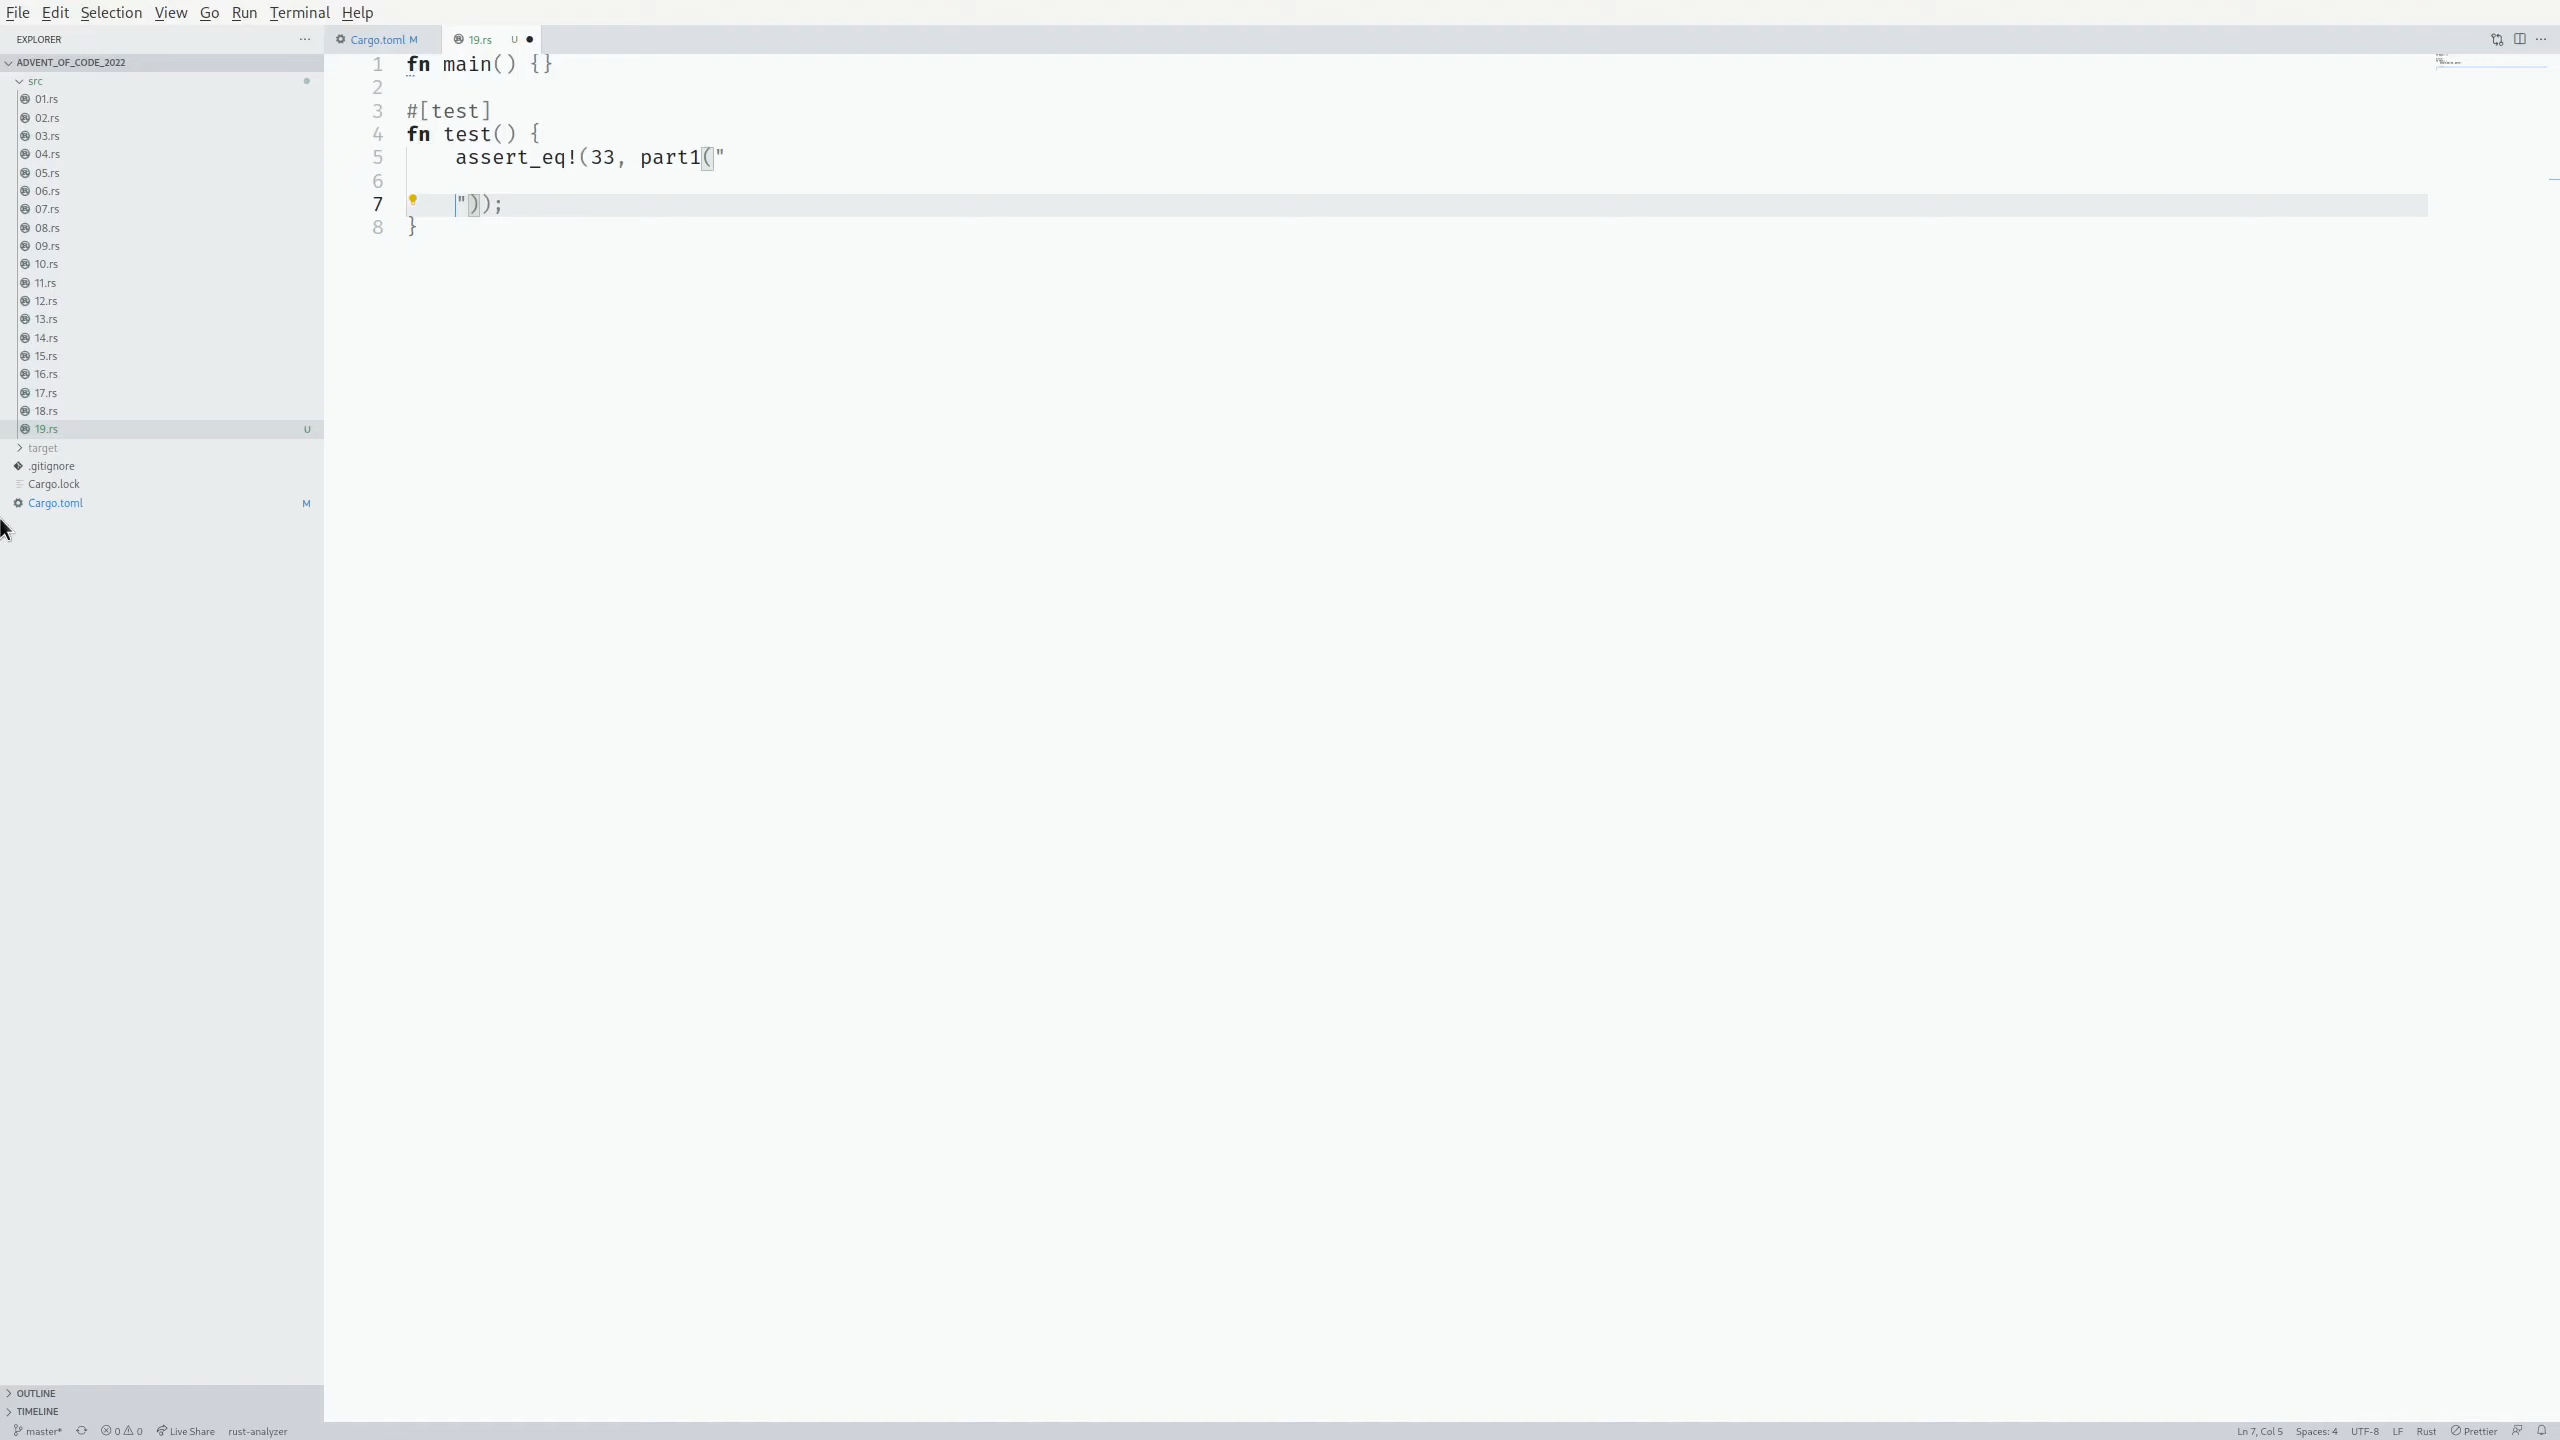 File Edit Selection View Go Run Terminal Help
EXPLORER
ADVENT_OF_CODE_2022
src
01.rs
02.rs
03.rs
04.rs
05.rs
06.rs
07.rs
08.rs
09.rs
10.rs
11.rs
12.rs
13.rs
14.rs
15.rs
16.rs
17.rs
18.rs
19.rs U
target
.gitignore
Cargo.lock
Cargo.toml M
OUTLINE
TIMELINE
Cargo.toml M 19.rs U
1 fn main() {}
2
3 #[test]
4 fn test() {
5 assert_eq!(33, part1("
6
7 "));
8 }
master* 0 0 Live Share rust-analyzer Ln 7, Col 5 Spaces: 4 UTF-8 LF Rust Prettier